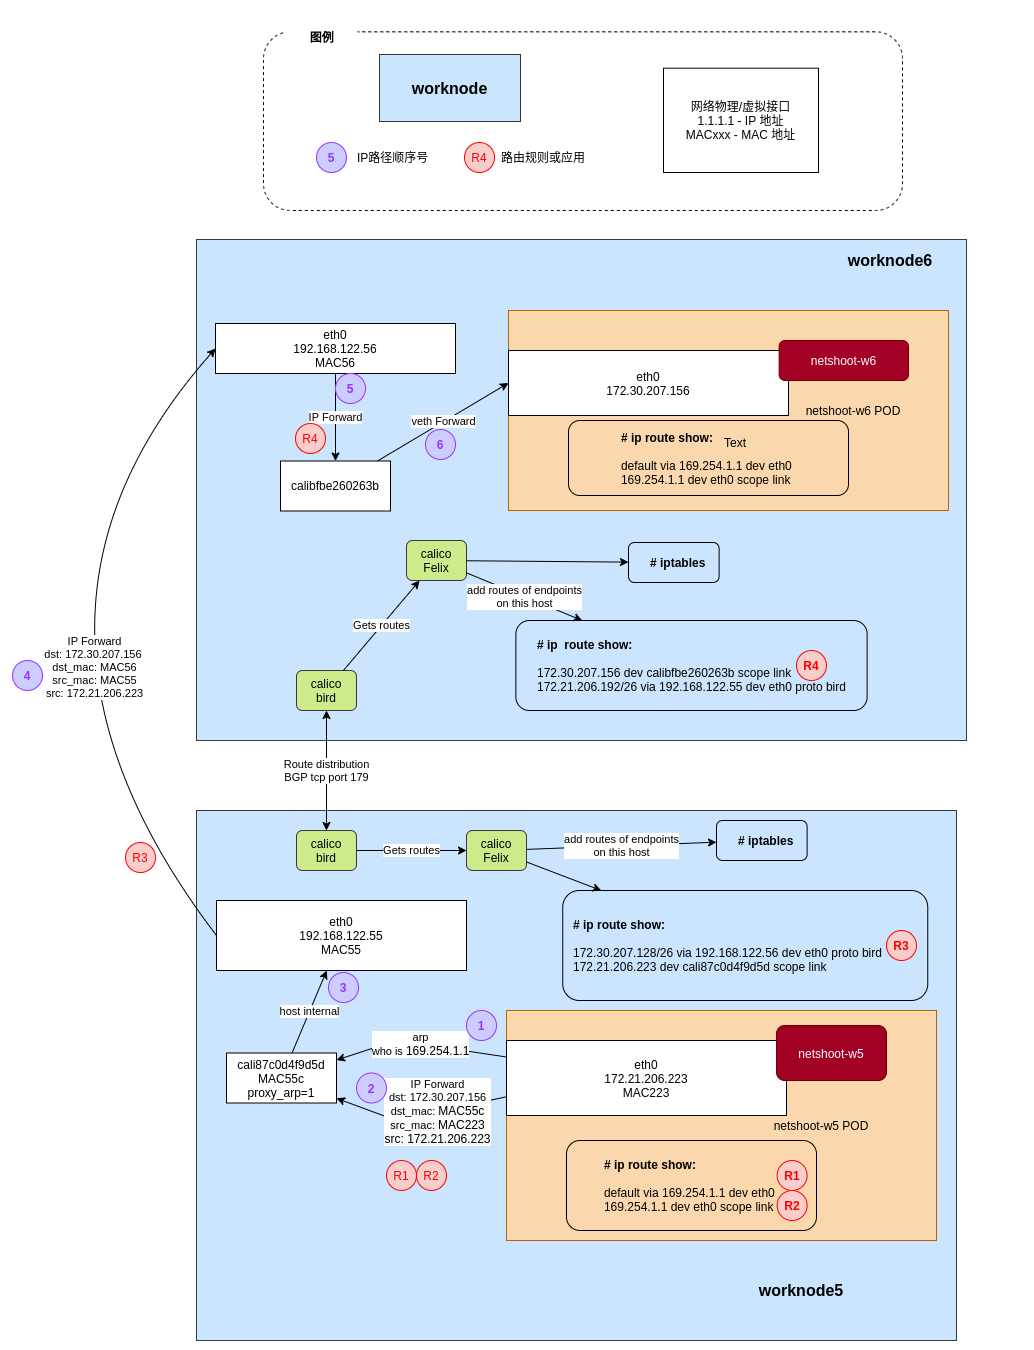 图例
worknode
网络物理/虚拟接口
1.1.1.1 - IP 地址
MACxxx - MAC 地址
5
IP路径顺序号
R4
路由规则或应用
worknode6
eth0
192.168.122.56
MAC56
5
IP Forward
R4
calibfbe260263b
veth Forward
6
eth0
172.30.207.156
netshoot-w6
netshoot-w6 POD
# ip route show:
Text
default via 169.254.1.1 dev eth0
169.254.1.1 dev eth0 scope link
calico
Felix
# iptables
add routes of endpoints
on this host
Gets routes
# ip  route show:
172.30.207.156 dev calibfbe260263b scope link
R4
172.21.206.192/26 via 192.168.122.55 dev eth0 proto bird
calico
bird
4
IP Forward
dst: 172.30.207.156
dst_mac: MAC56
src_mac: MAC55
src: 172.21.206.223
Route distribution
BGP tcp port 179
R3
calico
bird
Gets routes
calico
Felix
add routes of endpoints
on this host
# iptables
# ip route show:
172.30.207.128/26 via 192.168.122.56 dev eth0 proto bird
R3
172.21.206.223 dev cali87c0d4f9d5d scope link
eth0
192.168.122.55
MAC55
3
host internal
cali87c0d4f9d5d
MAC55c
proxy_arp=1
1
arp
who is 169.254.1.1
2
IP Forward
dst: 172.30.207.156
dst_mac: MAC55c
src_mac: MAC223
src: 172.21.206.223
R1
R2
eth0
172.21.206.223
MAC223
netshoot-w5
netshoot-w5 POD
# ip route show:
default via 169.254.1.1 dev eth0
R1
169.254.1.1 dev eth0 scope link
R2
worknode5